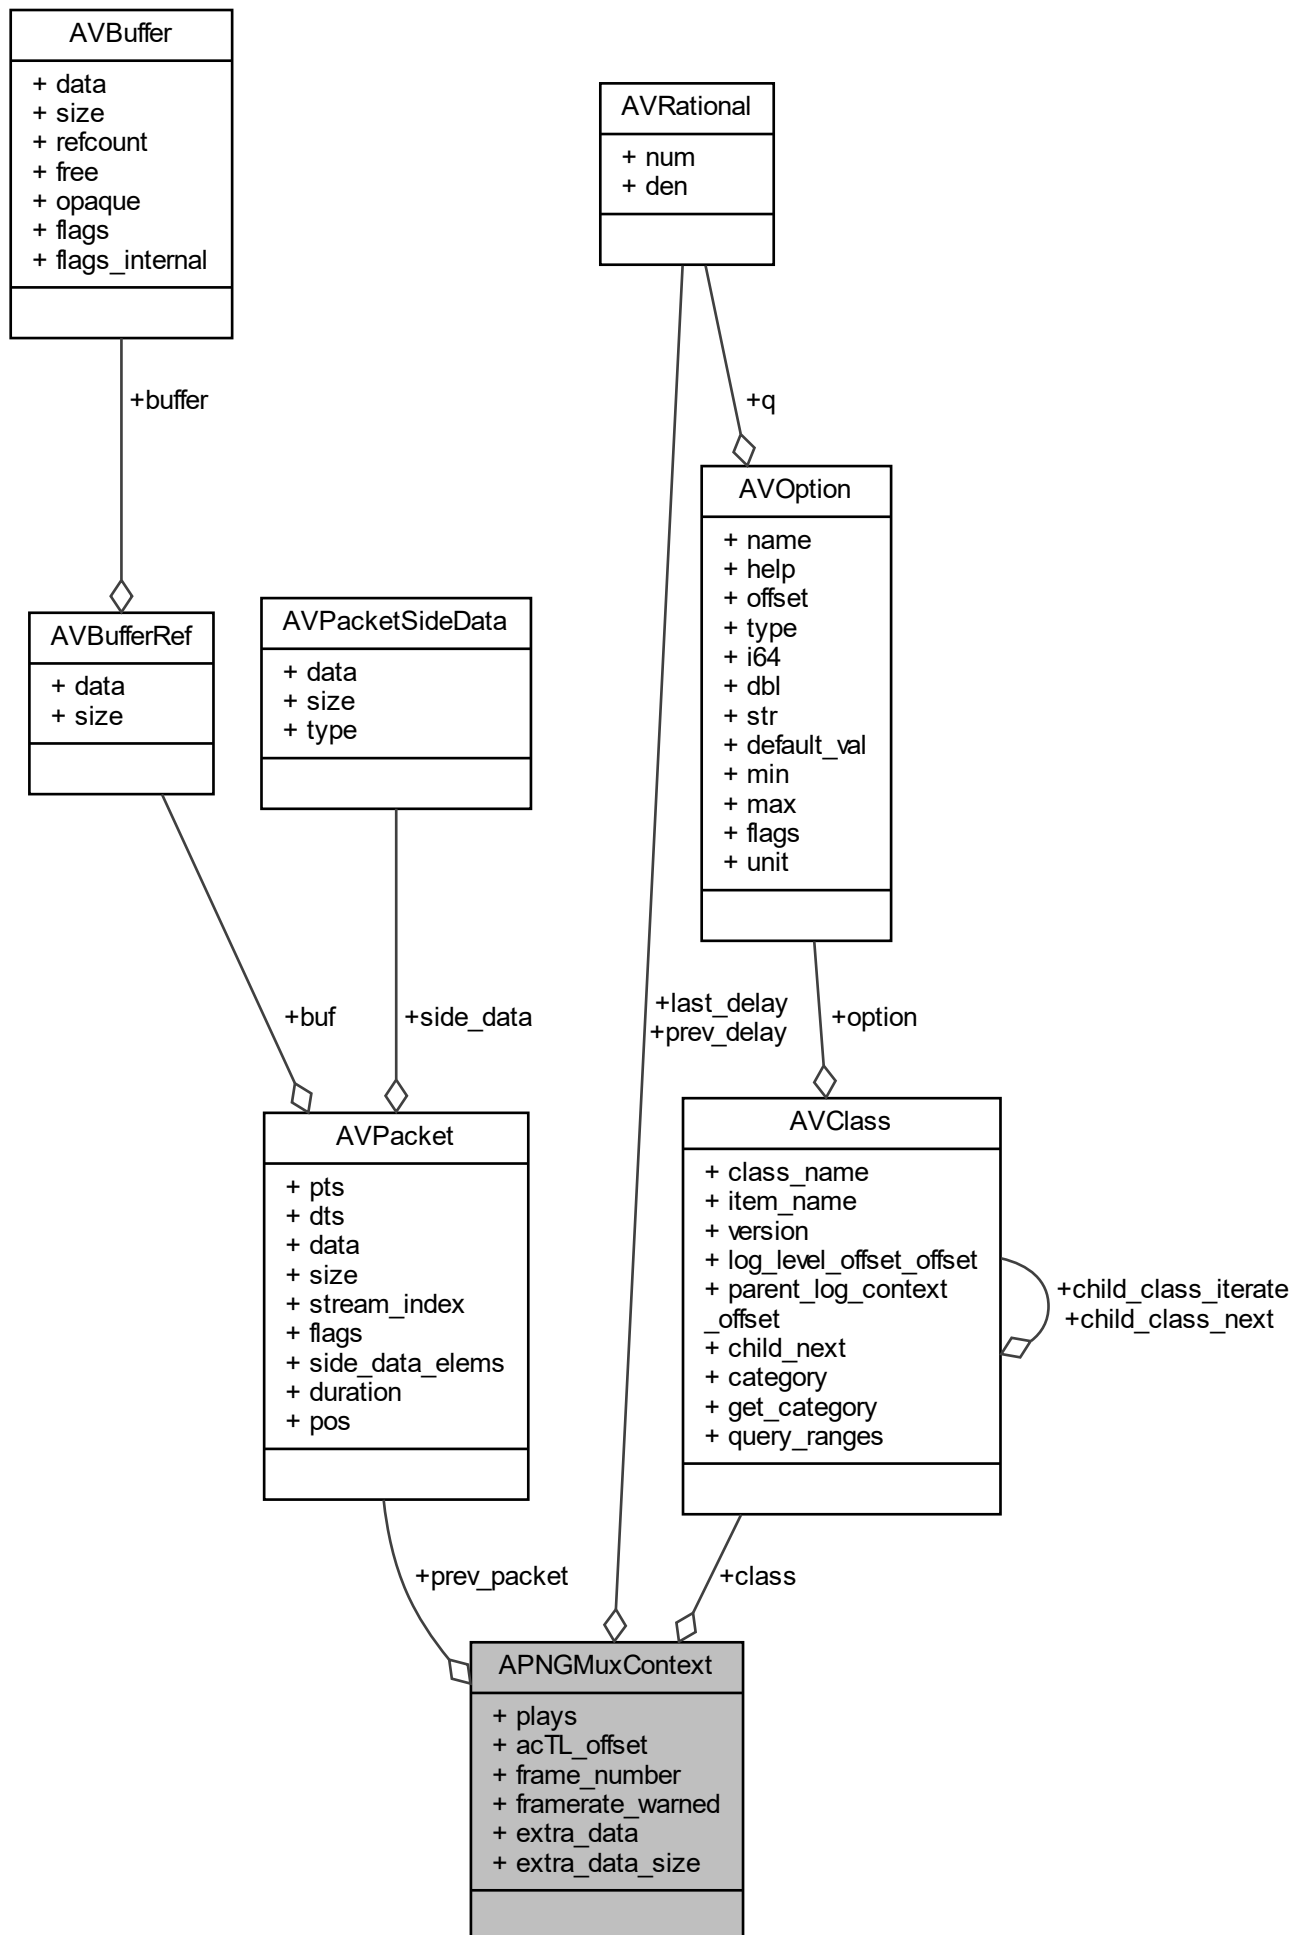 AVBuffer
+ data
+ size
+ refcount
+ free
+ opaque
+ flags
+ flags_internal
AVRational
+ num
+ den
+buffer
+q
AVOption
+ name
+ help
+ offset
+ type
+ i64
+ dbl
+ str
+ default_val
+ min
+ max
+ flags
+ unit
AVBufferRef
+ data
+ size
AVPacketSideData
+ data
+ size
+ type
+buf
+side_data
+last_delay
+prev_delay
+option
AVPacket
+ pts
+ dts
+ data
+ size
+ stream_index
+ flags
+ side_data_elems
+ duration
+ pos
AVClass
+ class_name
+ item_name
+ version
+ log_level_offset_offset
+ parent_log_context
_offset
+ child_next
+ category
+ get_category
+ query_ranges
+child_class_iterate
+child_class_next
+prev_packet
+class
APNGMuxContext
+ plays
+ acTL_offset
+ frame_number
+ framerate_warned
+ extra_data
+ extra_data_size